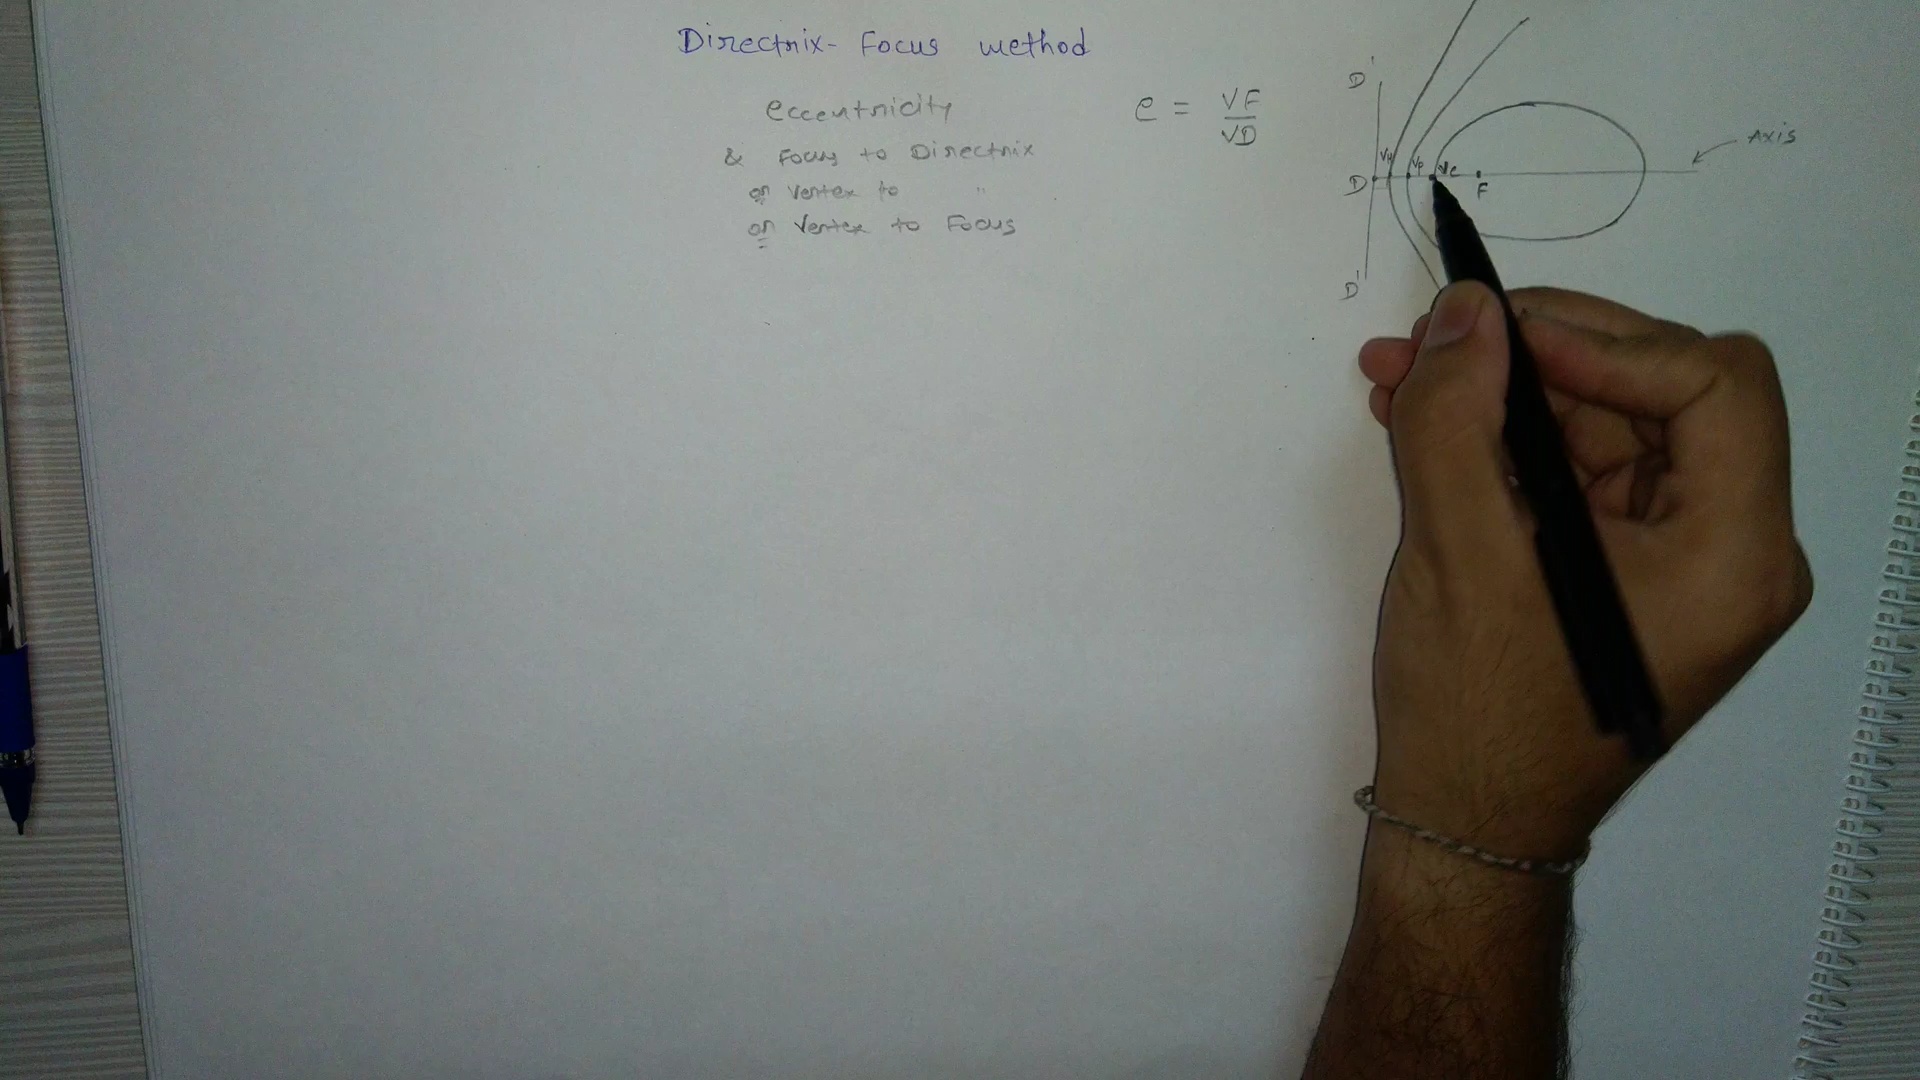 Directrix- Focus method
eccentricity
& Focus to Directrix
or Vertex to "
or Vertex to Focus
e = VF
VD
D'
Axis
VH VP Ve
D F
D'